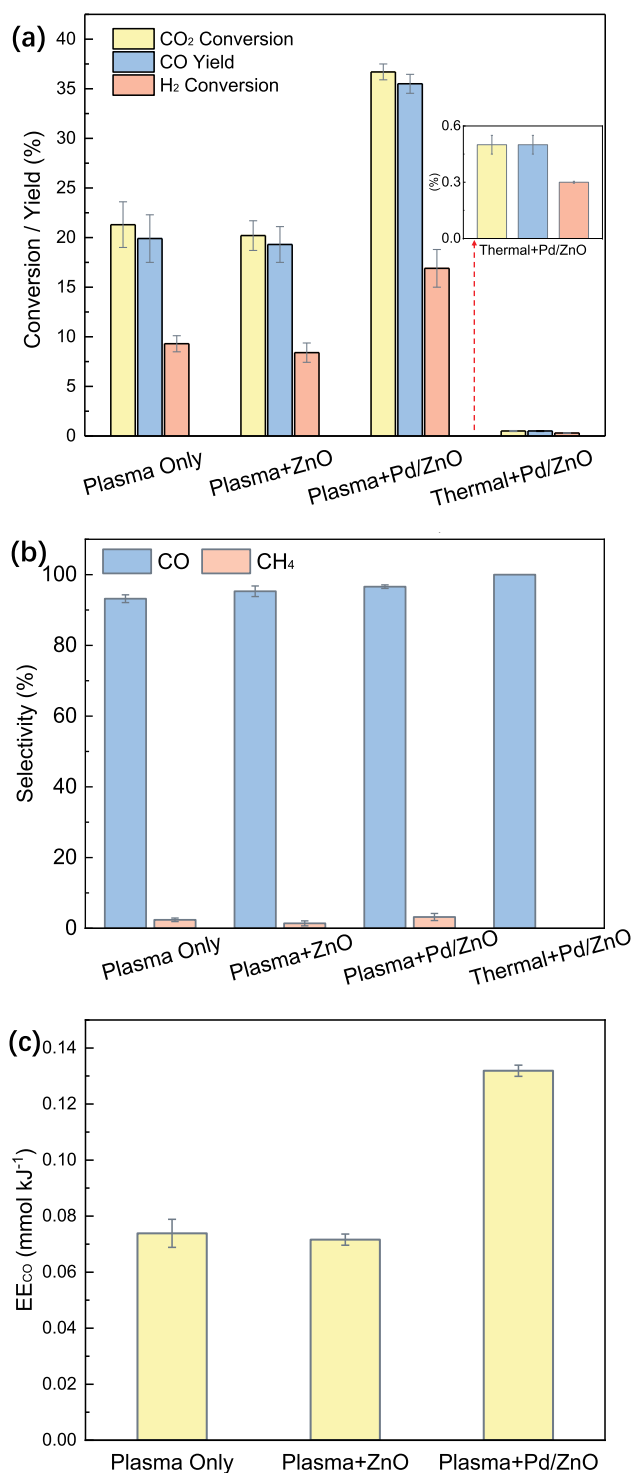 (a)
CO₂ Conversion
CO Yield
H₂ Conversion
Conversion / Yield (%)
40
35
30
25
20
15
10
5
0
0.6
0.3
0.0
(%)
Thermal+Pd/ZnO
Plasma Only
Plasma+ZnO
Plasma+Pd/ZnO
Thermal+Pd/ZnO
(b)
CO
CH₄
Selectivity (%)
100
80
60
40
20
0
Plasma Only
Plasma+ZnO
Plasma+Pd/ZnO
Thermal+Pd/ZnO
(c)
EE_CO (mmol kJ⁻¹)
0.14
0.12
0.10
0.08
0.06
0.04
0.02
0.00
Plasma Only
Plasma+ZnO
Plasma+Pd/ZnO